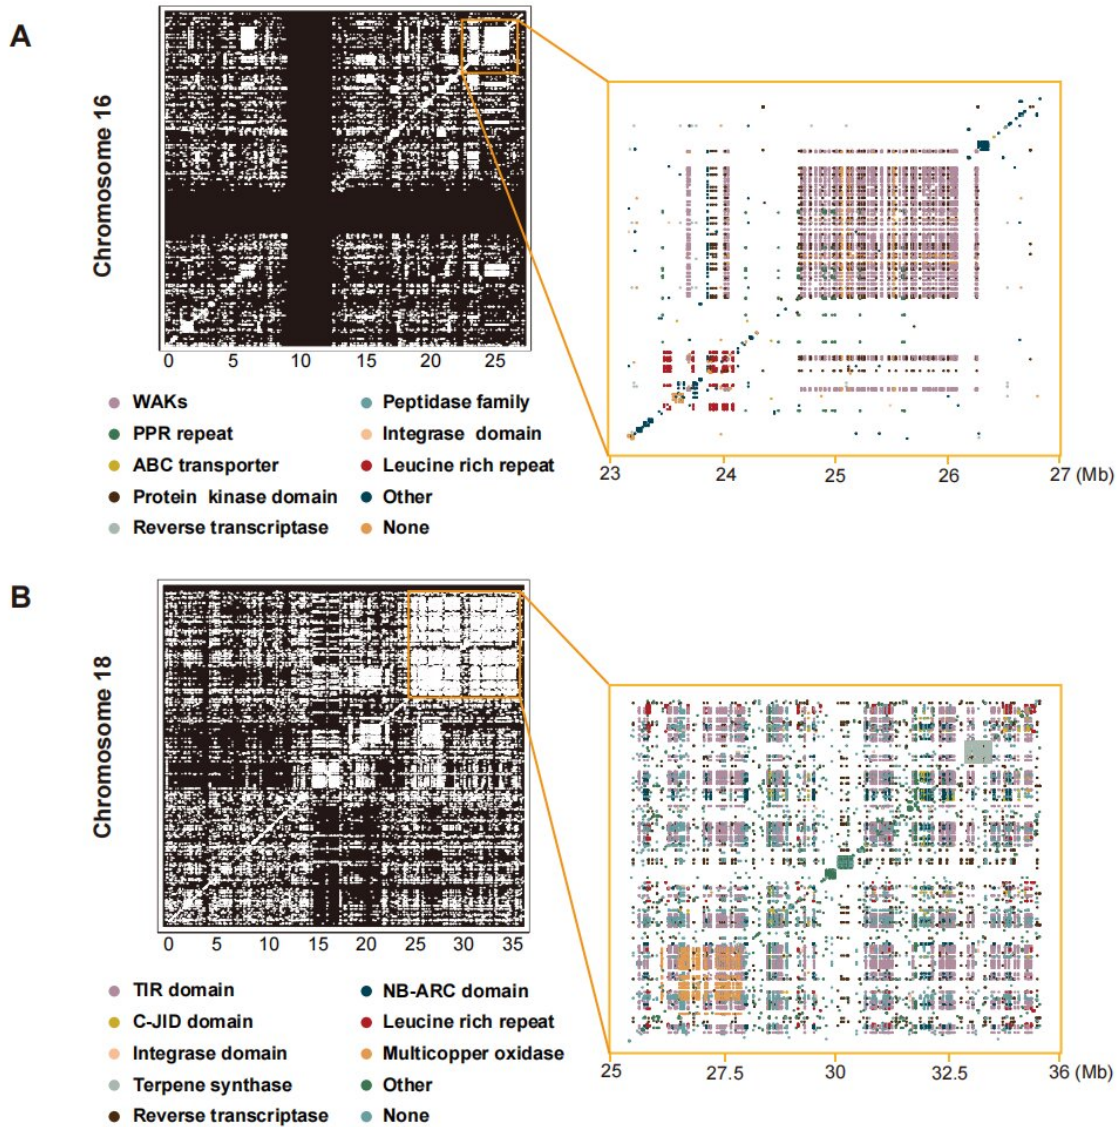 A
Chromosome 16
0 5 10 15 20 25
23 24 25 26 27 (Mb)
WAKs
PPR repeat
ABC transporter
Protein kinase domain
Reverse transcriptase
Peptidase family
Integrase domain
Leucine rich repeat
Other
None
B
Chromosome 18
0 5 10 15 20 25 30 35
25 27.5 30 32.5 36 (Mb)
TIR domain
C-JID domain
Integrase domain
Terpene synthase
Reverse transcriptase
NB-ARC domain
Leucine rich repeat
Multicopper oxidase
Other
None